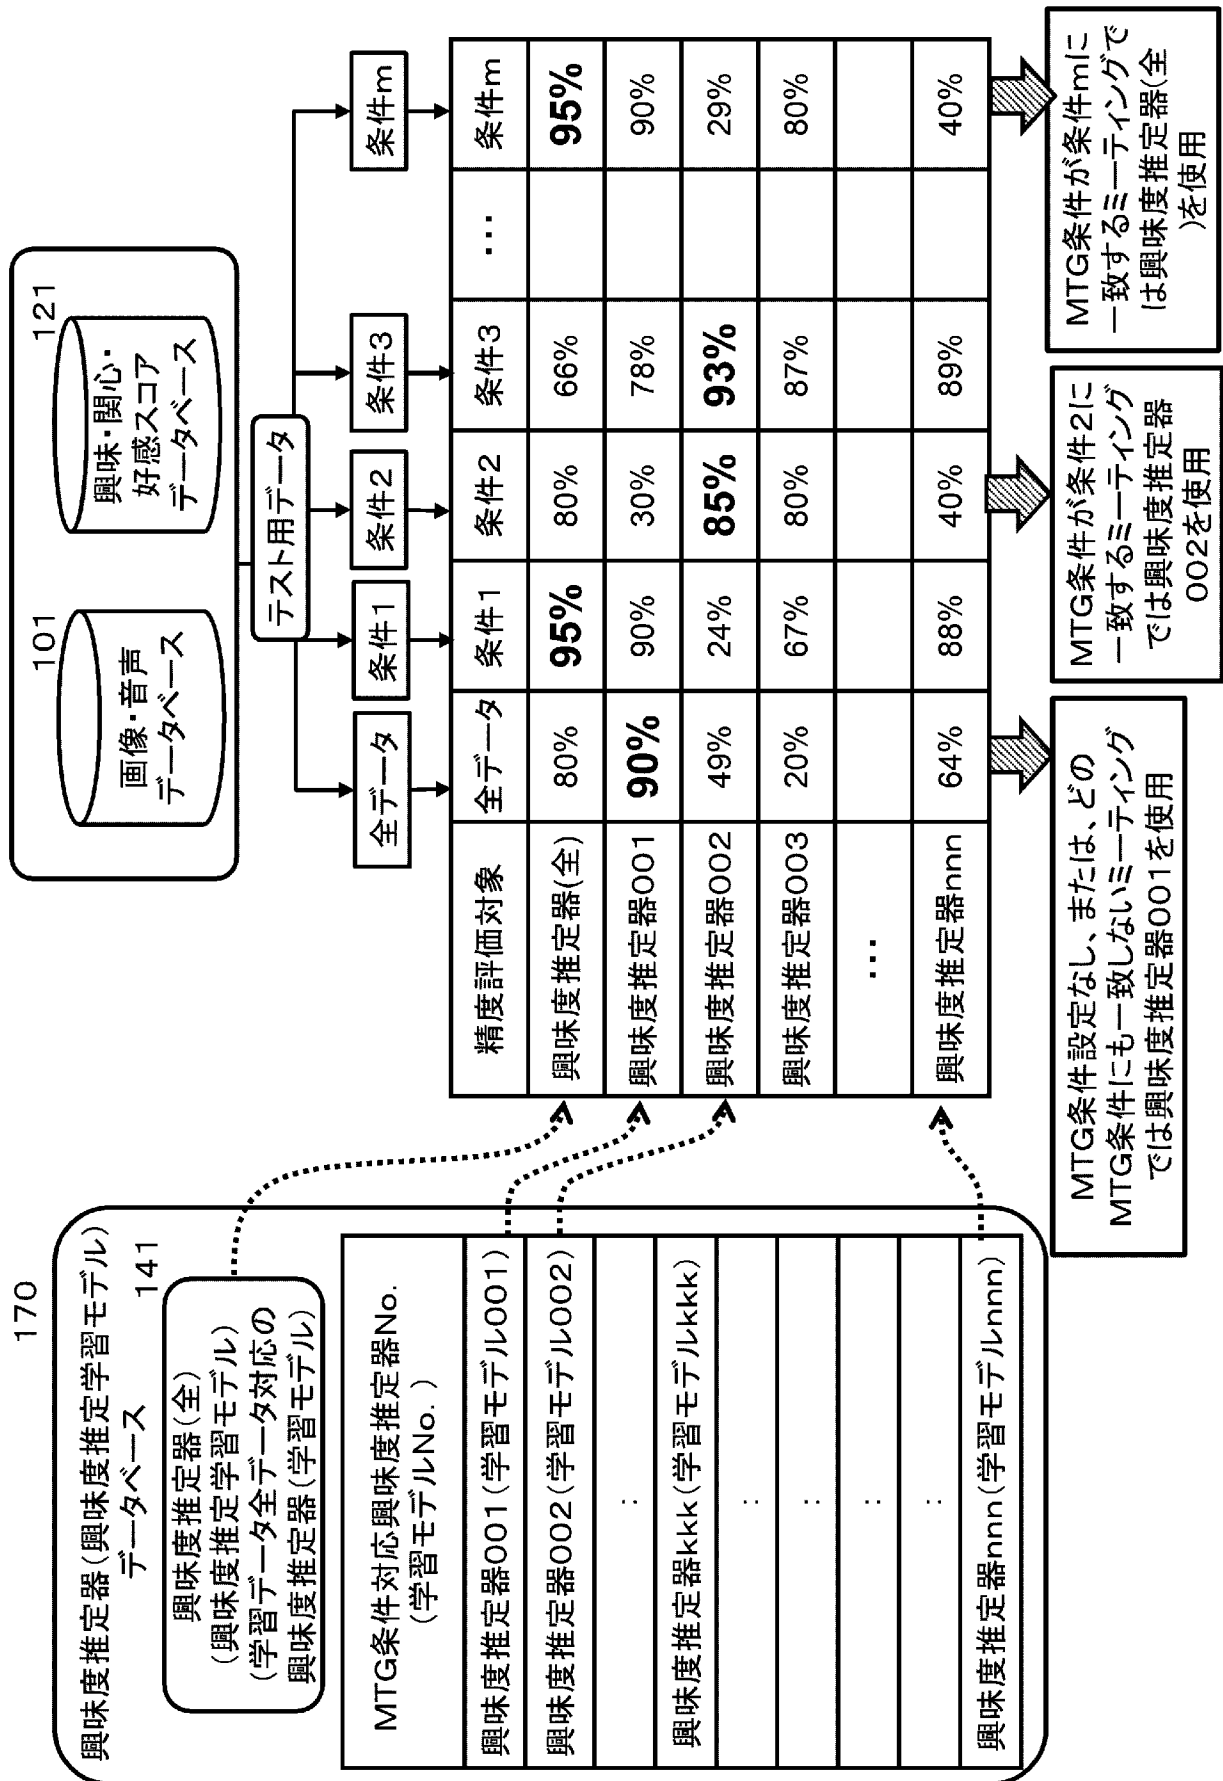 170
興味度推定器(興味度推定学習モデル)
データベース
141
興味度推定器(全)
(興味度推定学習モデル)
(学習データ全データ対応の
興味度推定器(学習モデル)
MTG条件対応興味度推定器No.
(学習モデルNo.)
興味度推定器001(学習モデル001)
興味度推定器002(学習モデル002)
:
興味度推定器kkk(学習モデルkkk)
:
:
:
:
興味度推定器nnn(学習モデルnnn)
101
画像・音声
データベース
121
興味・関心・
好感スコア
データベース
テスト用データ
全データ 条件1 条件2 条件3 条件m
精度評価対象 全データ 条件1 条件2 条件3 ... 条件m
興味度推定器(全) 80% 95% 80% 66% 95%
興味度推定器001 90% 90% 30% 78% 90%
興味度推定器002 49% 24% 85% 93% 29%
興味度推定器003 20% 67% 80% 87% 80%
...
興味度推定器nnn 64% 88% 40% 89% 40%
MTG条件設定なし、または、どの
MTG条件にも一致しないミーティング
では興味度推定器001を使用
MTG条件が条件2に
一致するミーティング
では興味度推定器
002を使用
MTG条件が条件mに
一致するミーティングで
は興味度推定器(全
)を使用